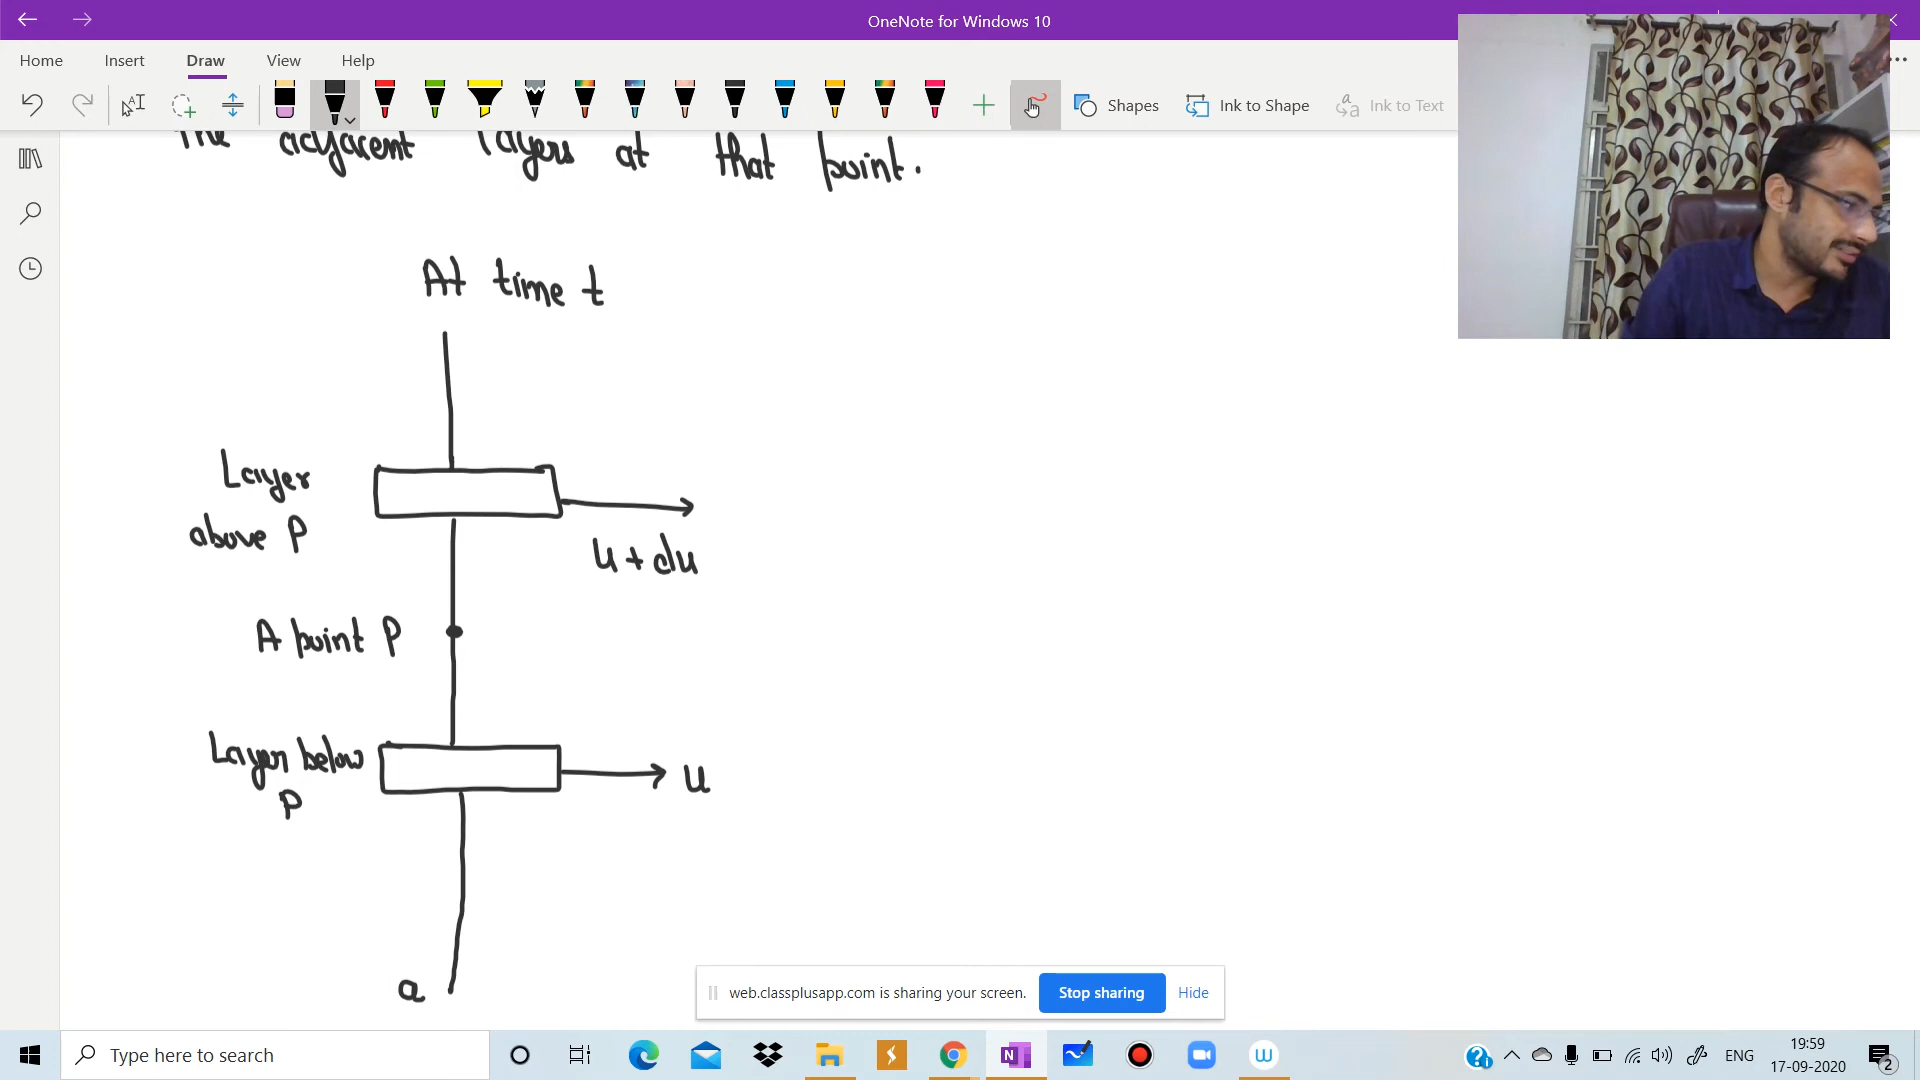 OneNote for Windows 10
Home Insert Draw View Help
Shapes Ink to Shape Ink to Text
The adjacent layers at that point.
At time t
Layer
above P
u + du
A point P
Layer below
P
u
a
web.classplusapp.com is sharing your screen. Stop sharing Hide
Type here to search
ENG
19:59
17-09-2020
2